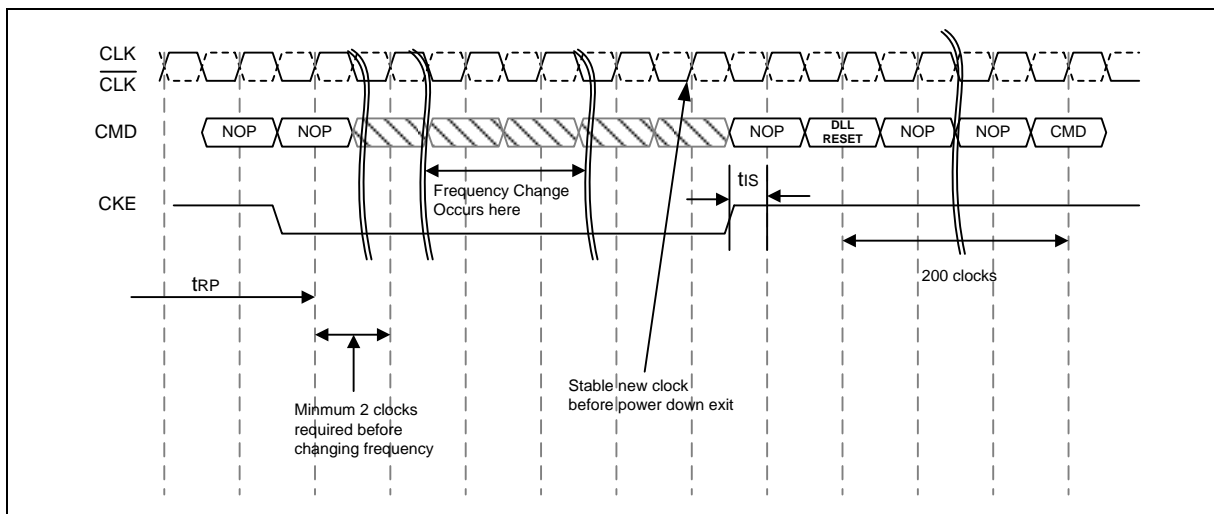 CLK
CLK
CMD
NOP
NOP
NOP
DLL
RESET
NOP
NOP
CMD
tIS
Frequency Change
Occurs here
CKE
200 clocks
tRP
Stable new clock
before power down exit
Minmum 2 clocks
required before
changing frequency